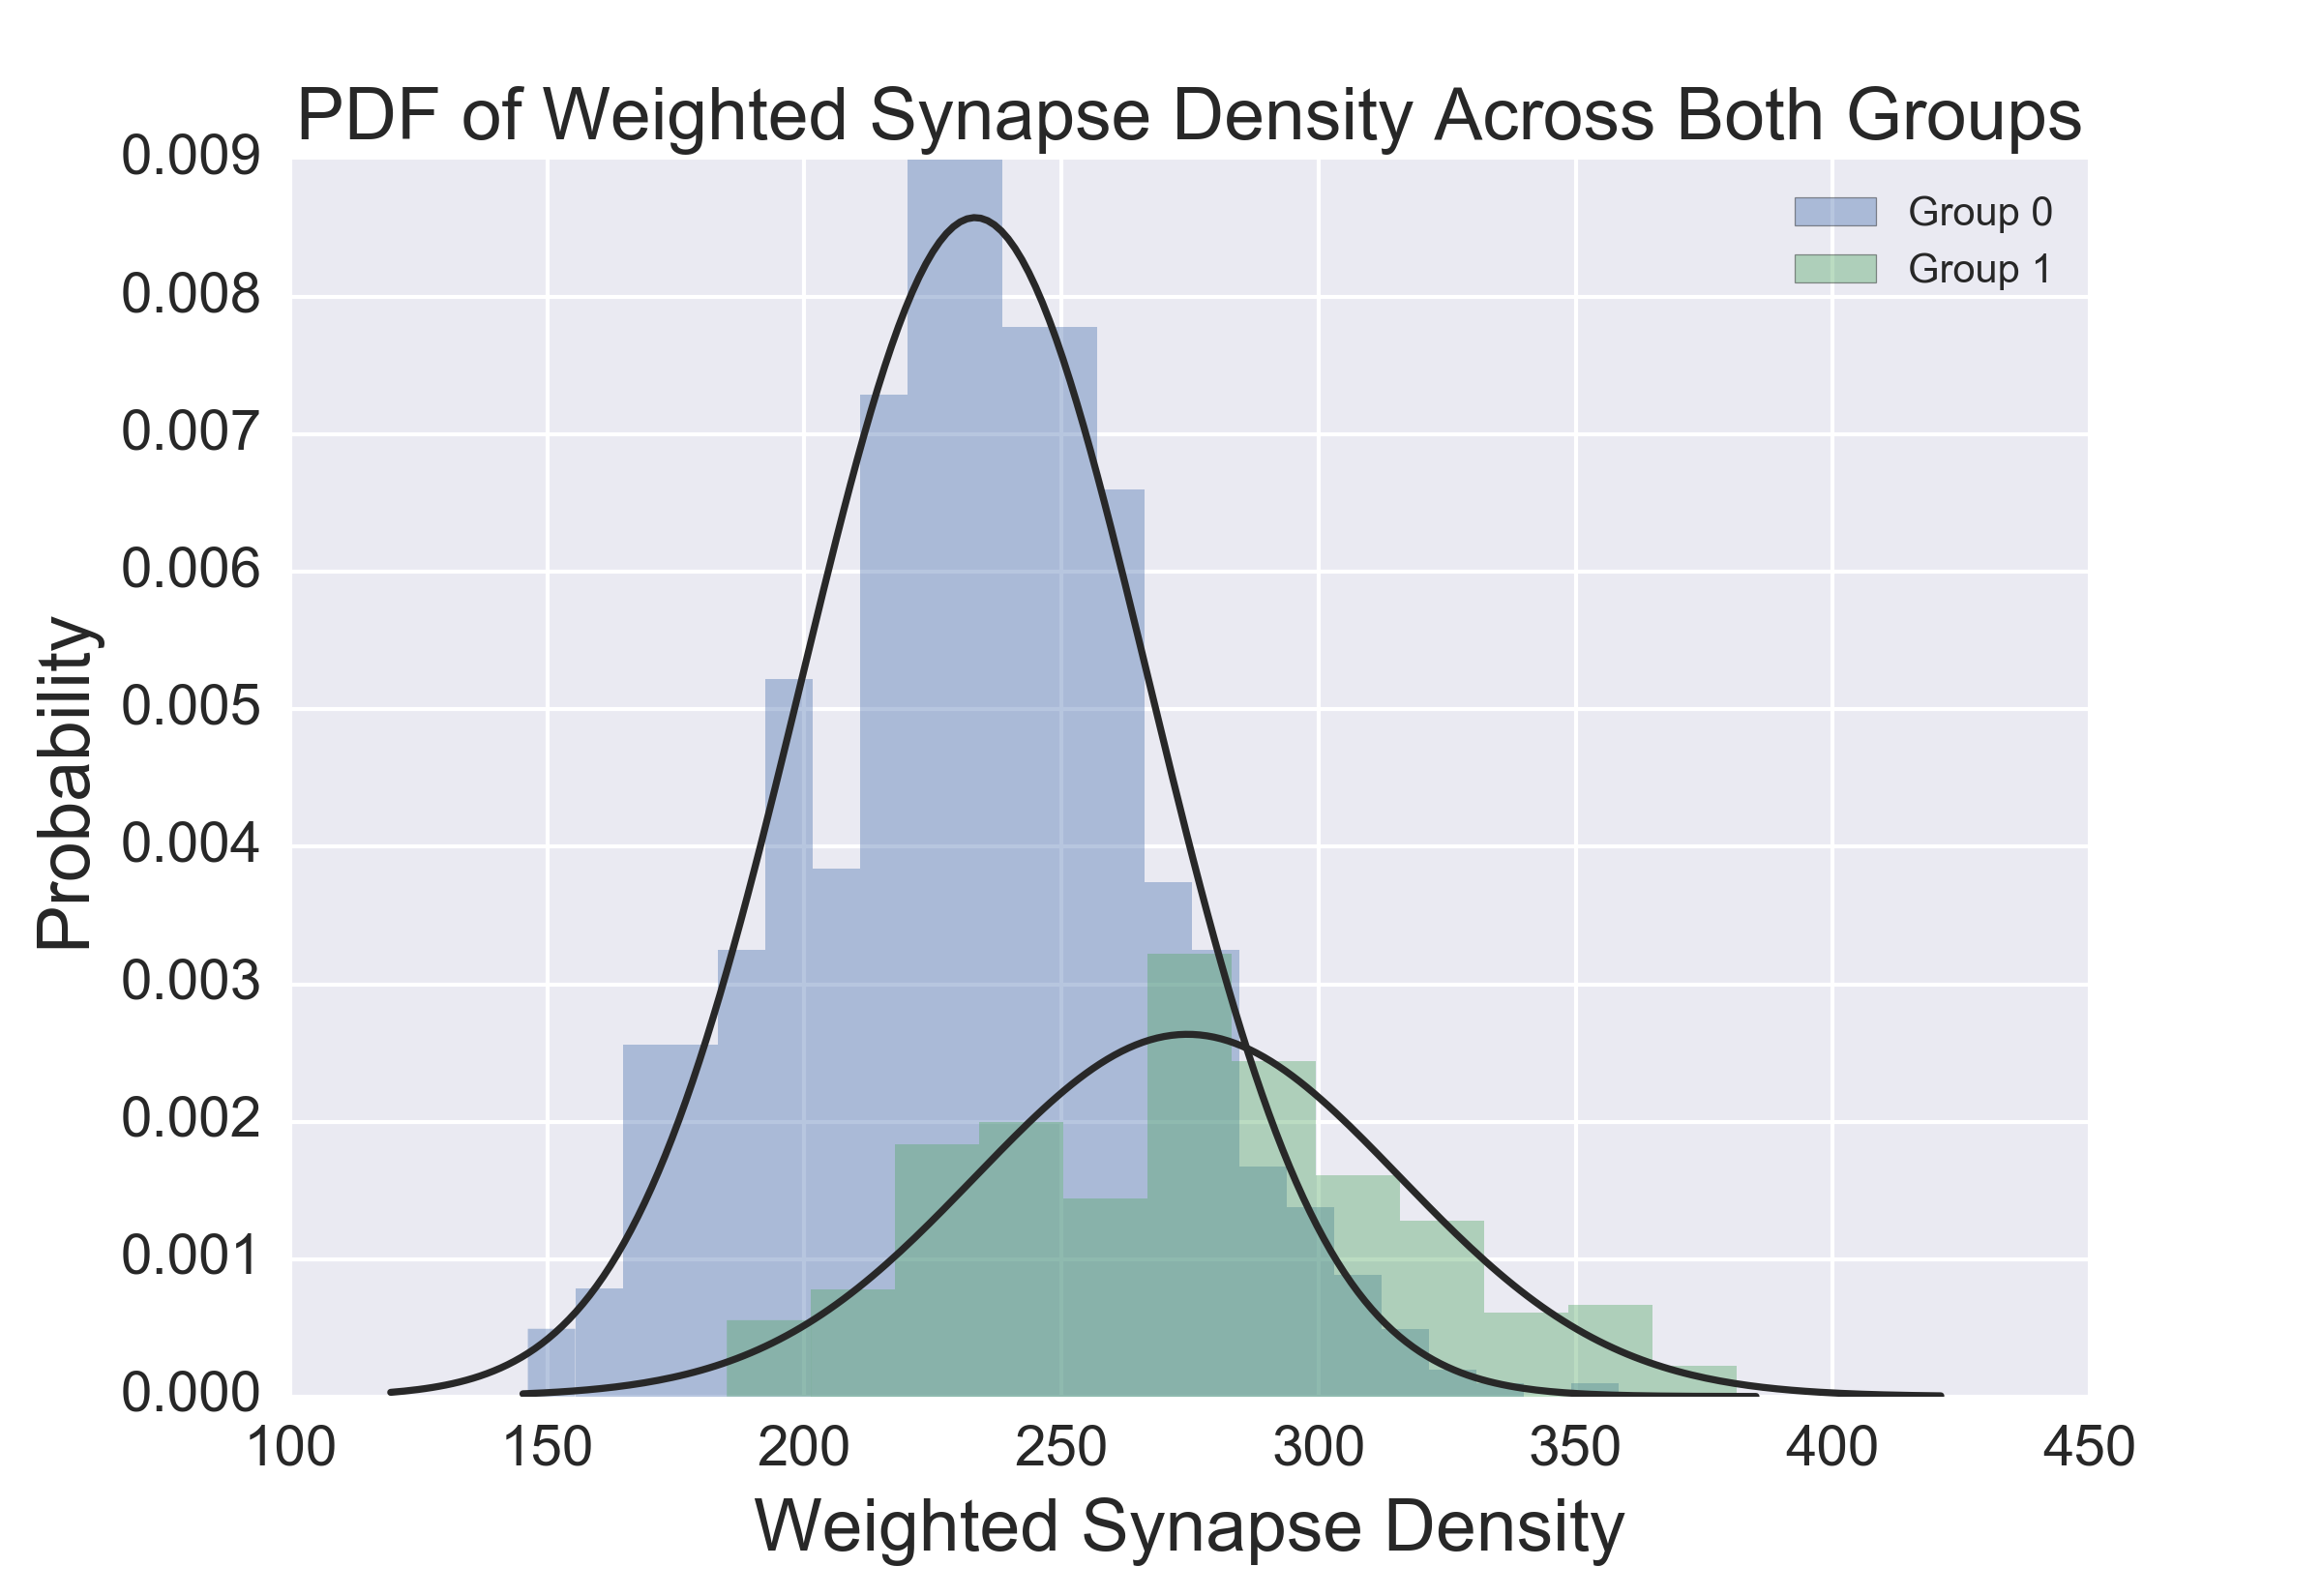 PDF of Weighted Synapse Density Across Both Groups
0.009
0.008
0.007
0.006
0.005
0.004
0.003
0.002
0.001
0.000
Probability
Group 0
Group 1
100 150 200 250 300 350 400 450
Weighted Synapse Density